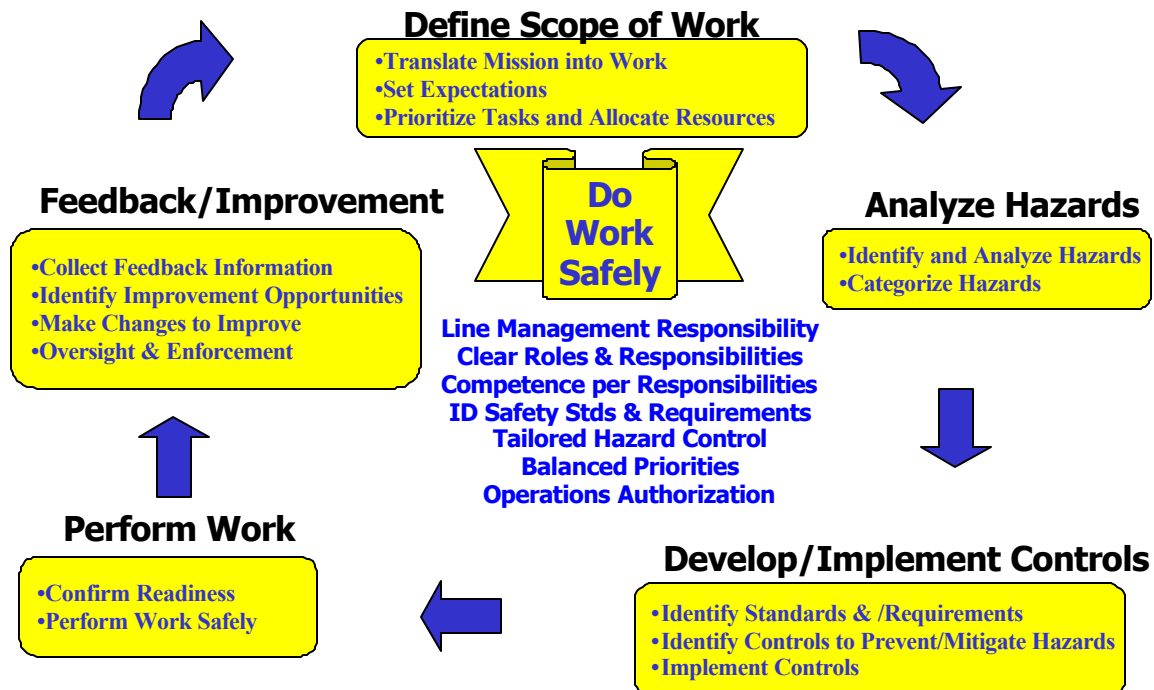 Define Scope of Work
•Translate Mission into Work
•Set Expectations
•Prioritize Tasks and Allocate Resources
Do
Work
Safely
Analyze Hazards
•Identify and Analyze Hazards
•Categorize Hazards
Feedback/Improvement
•Collect Feedback Information
•Identify Improvement Opportunities
•Make Changes to Improve
•Oversight & Enforcement
Line Management Responsibility
Clear Roles & Responsibilities
Competence per Responsibilities
ID Safety Stds & Requirements
Tailored Hazard Control
Balanced Priorities
Operations Authorization
Perform Work
•Confirm Readiness
•Perform Work Safely
Develop/Implement Controls
•Identify Standards & /Requirements
•Identify Controls to Prevent/Mitigate Hazards
•Implement Controls